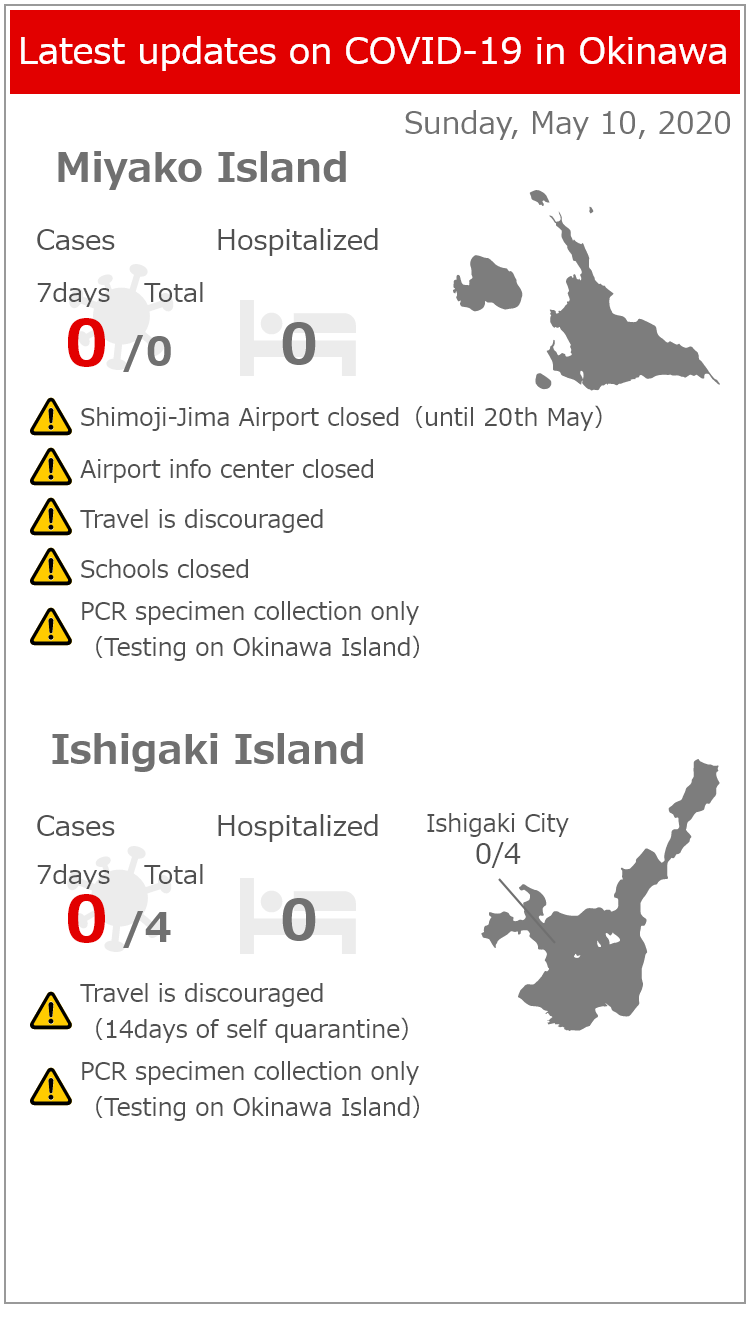 Latest updates on COVID-19 in Okinawa
Sunday, May 10, 2020
Miyako Island
Cases
Hospitalized
7days
Total
0 /0
0
Shimoji-Jima Airport closed（until 20th May）
Airport info center closed
Travel is discouraged
Schools closed
PCR specimen collection only
（Testing on Okinawa Island）
Ishigaki Island
Cases
Hospitalized
7days
Total
0 /4
0
Ishigaki City
0/4
Travel is discouraged
（14days of self quarantine）
PCR specimen collection only
（Testing on Okinawa Island）